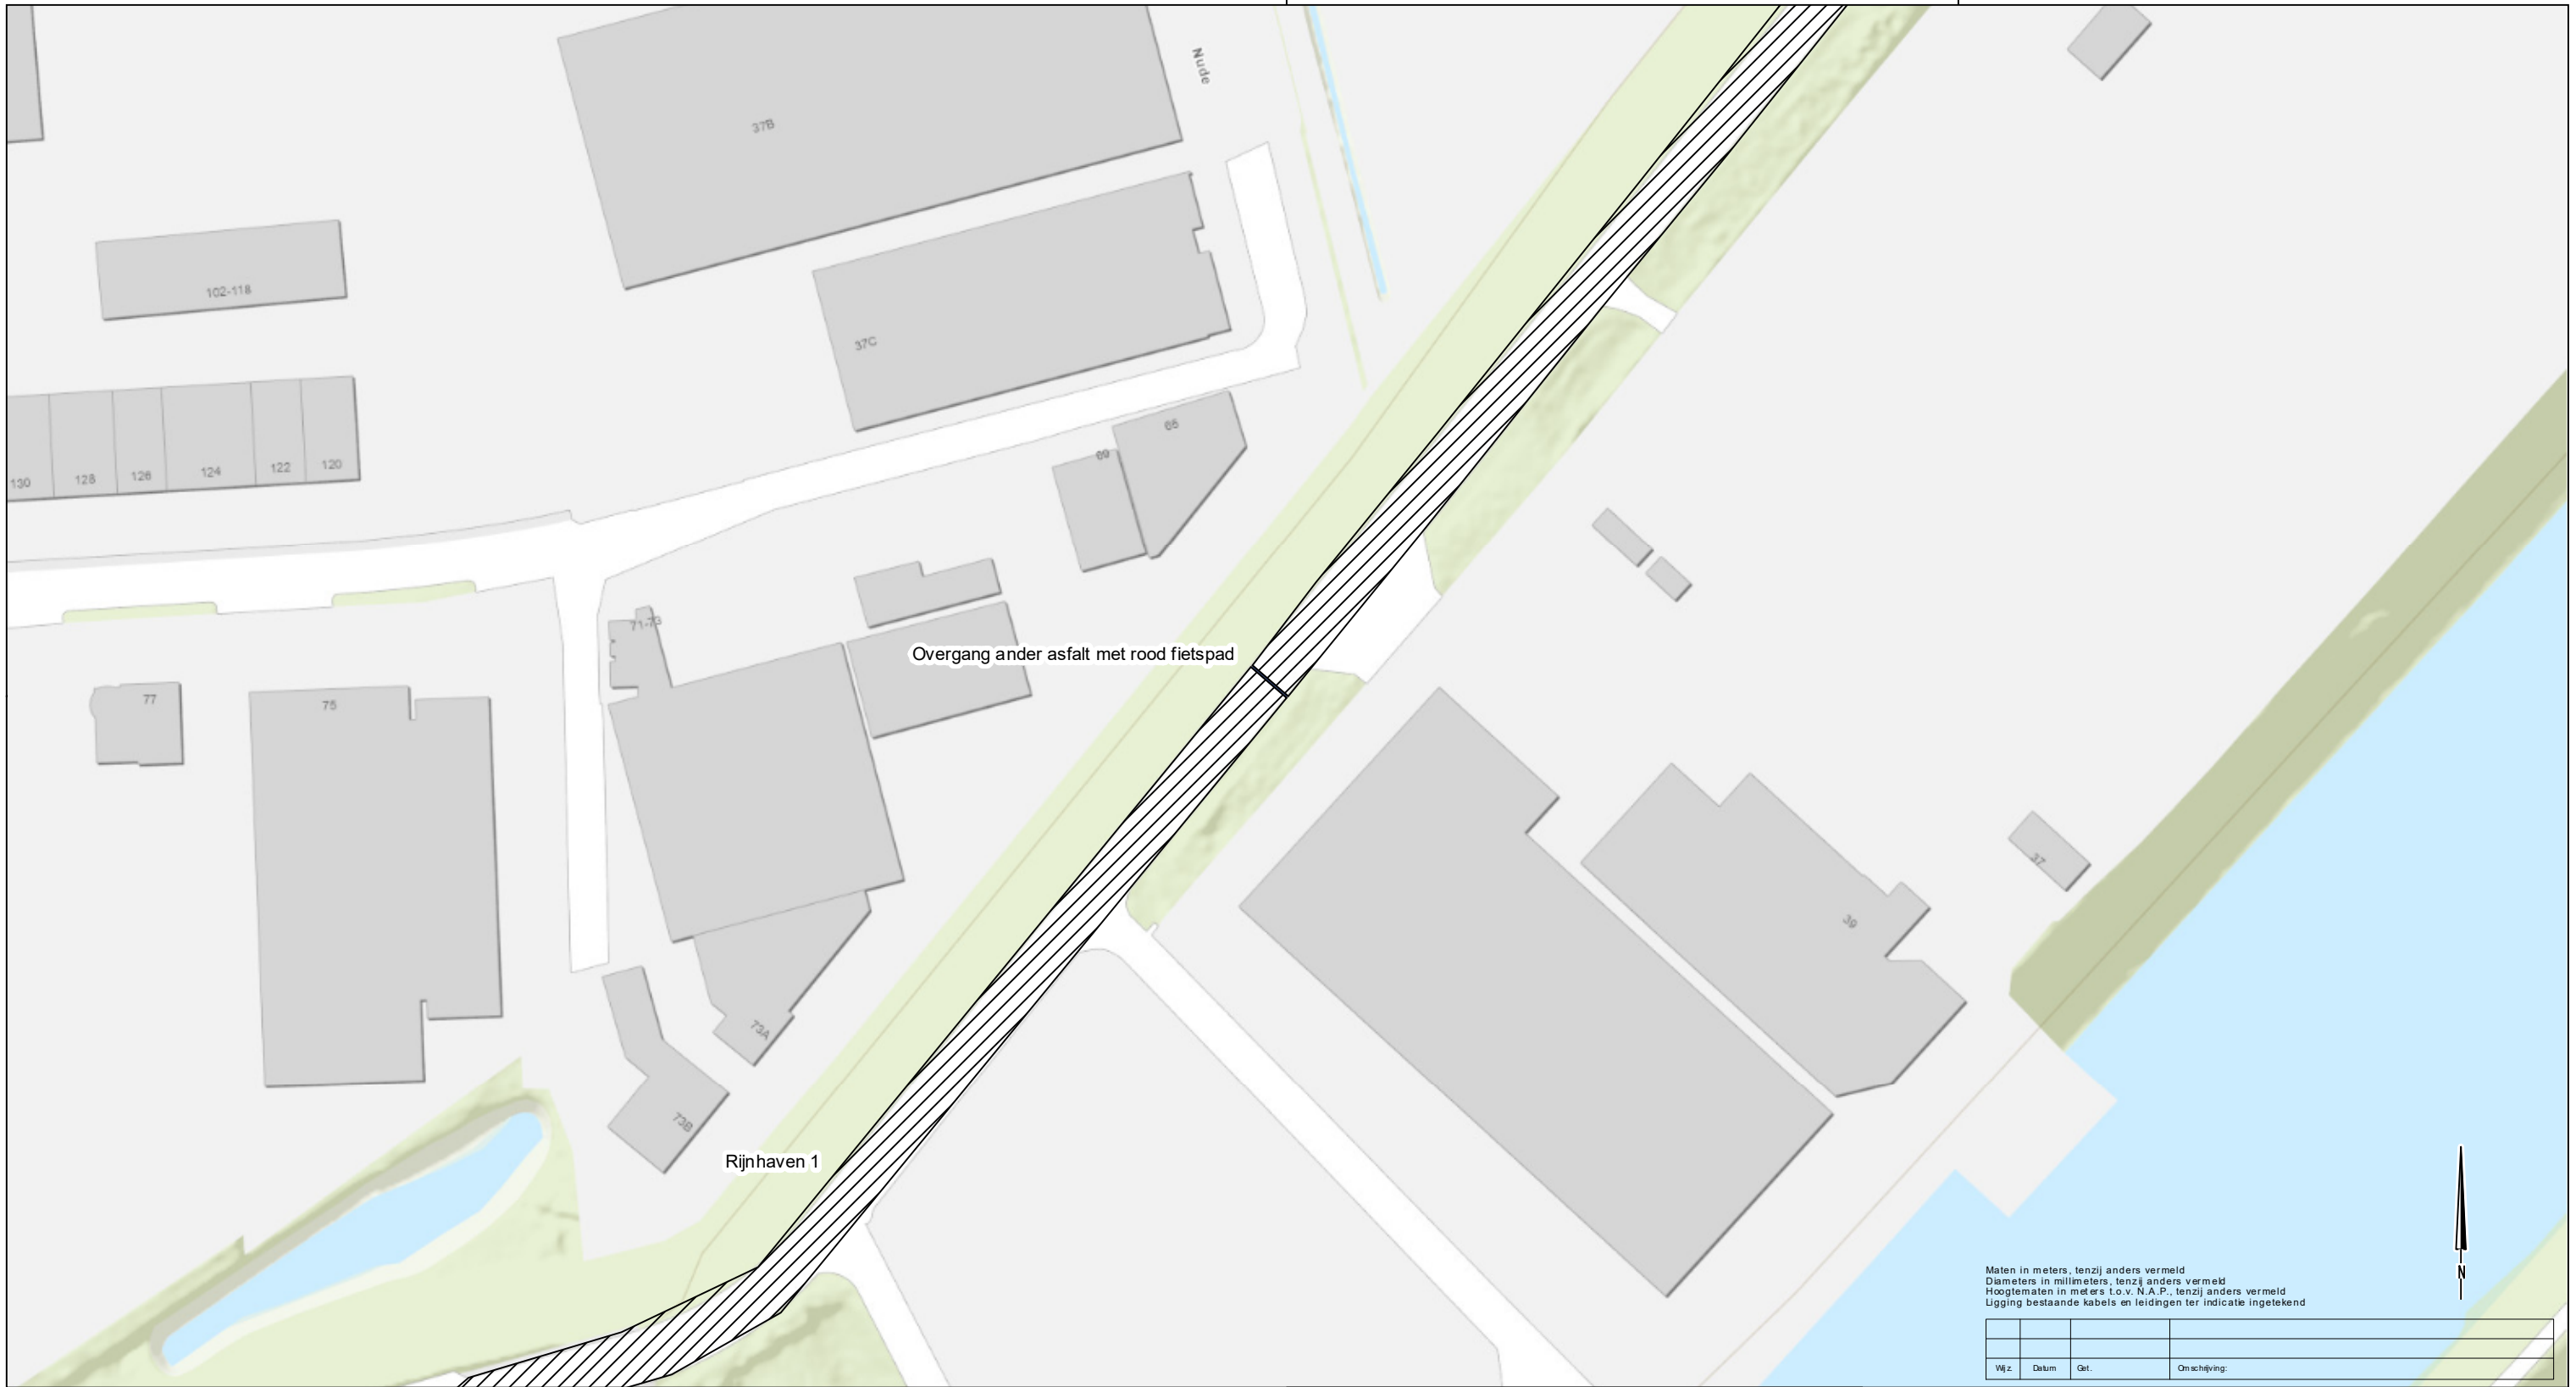 Nude
37B
102-118
37C
65
69
130
128
126
124
122
120
71-73
Overgang ander asfalt met rood fietspad
77
75
37
39
73A
73B
Rijnhaven 1
N
Maten in meters, tenzij anders vermeld
Diameters in millimeters, tenzij anders vermeld
Hoogtematen in meters t.o.v. N.A.P., tenzij anders vermeld
Ligging bestaande kabels en leidingen ter indicatie ingetekend
Wijz. Datum Get. Omschrijving: